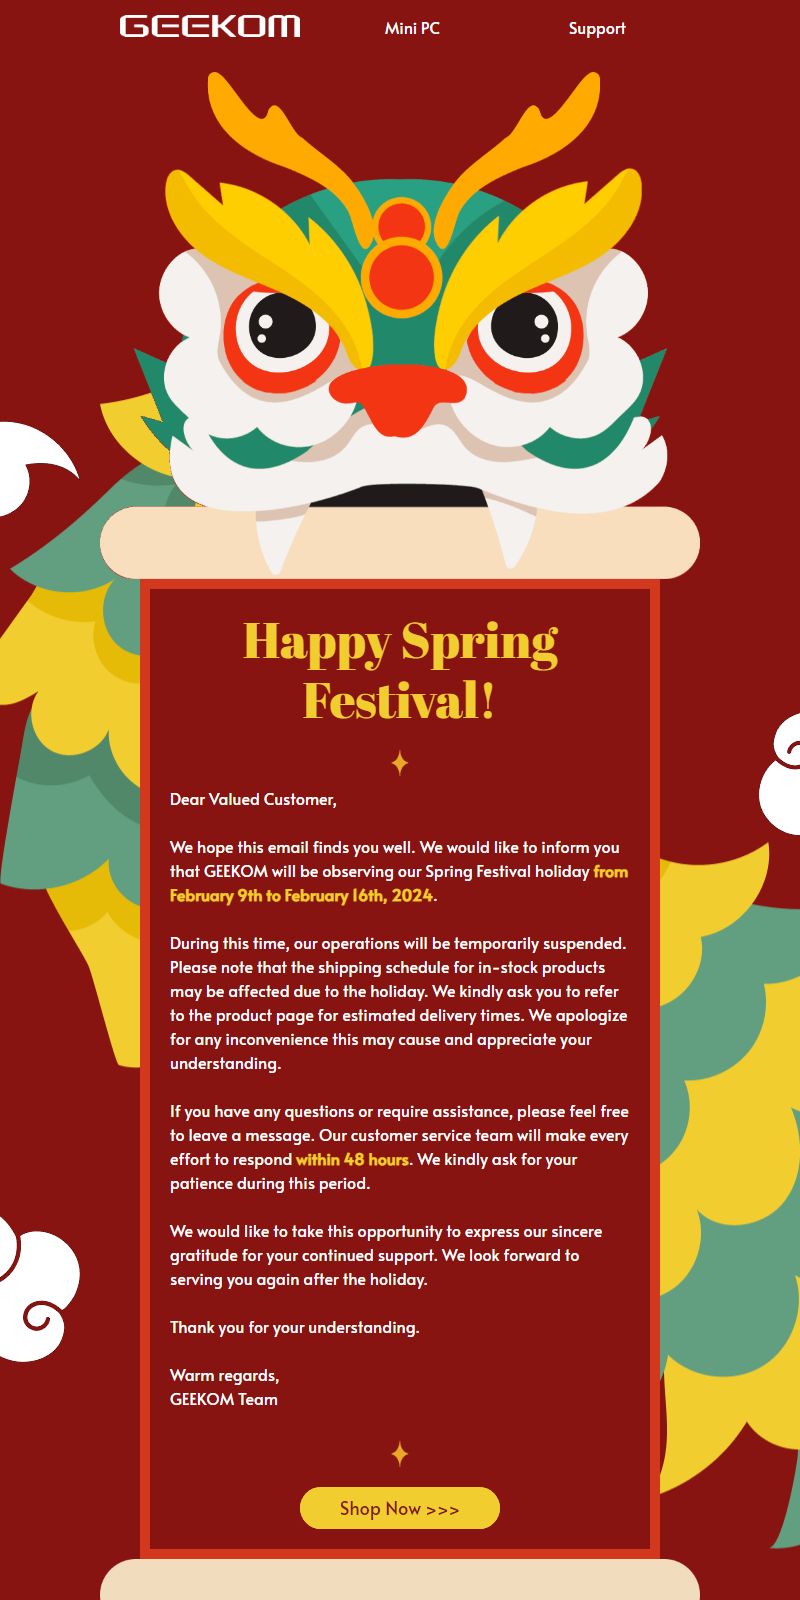 GEEKOM
Mini PC
Support
Happy Spring
Festival!
Dear Valued Customer,
We hope this email finds you well. We would like to inform you
that GEEKOM will be observing our Spring Festival holiday from
February 9th to February 16th, 2024.
During this time, our operations will be temporarily suspended.
Please note that the shipping schedule for in-stock products
may be affected due to the holiday. We kindly ask you to refer
to the product page for estimated delivery times. We apologize
for any inconvenience this may cause and appreciate your
understanding.
If you have any questions or require assistance, please feel free
to leave a message. Our customer service team will make every
effort to respond within 48 hours. We kindly ask for your
patience during this period.
We would like to take this opportunity to express our sincere
gratitude for your continued support. We look forward to
serving you again after the holiday.
Thank you for your understanding.
Warm regards,
GEEKOM Team
Shop Now >>>